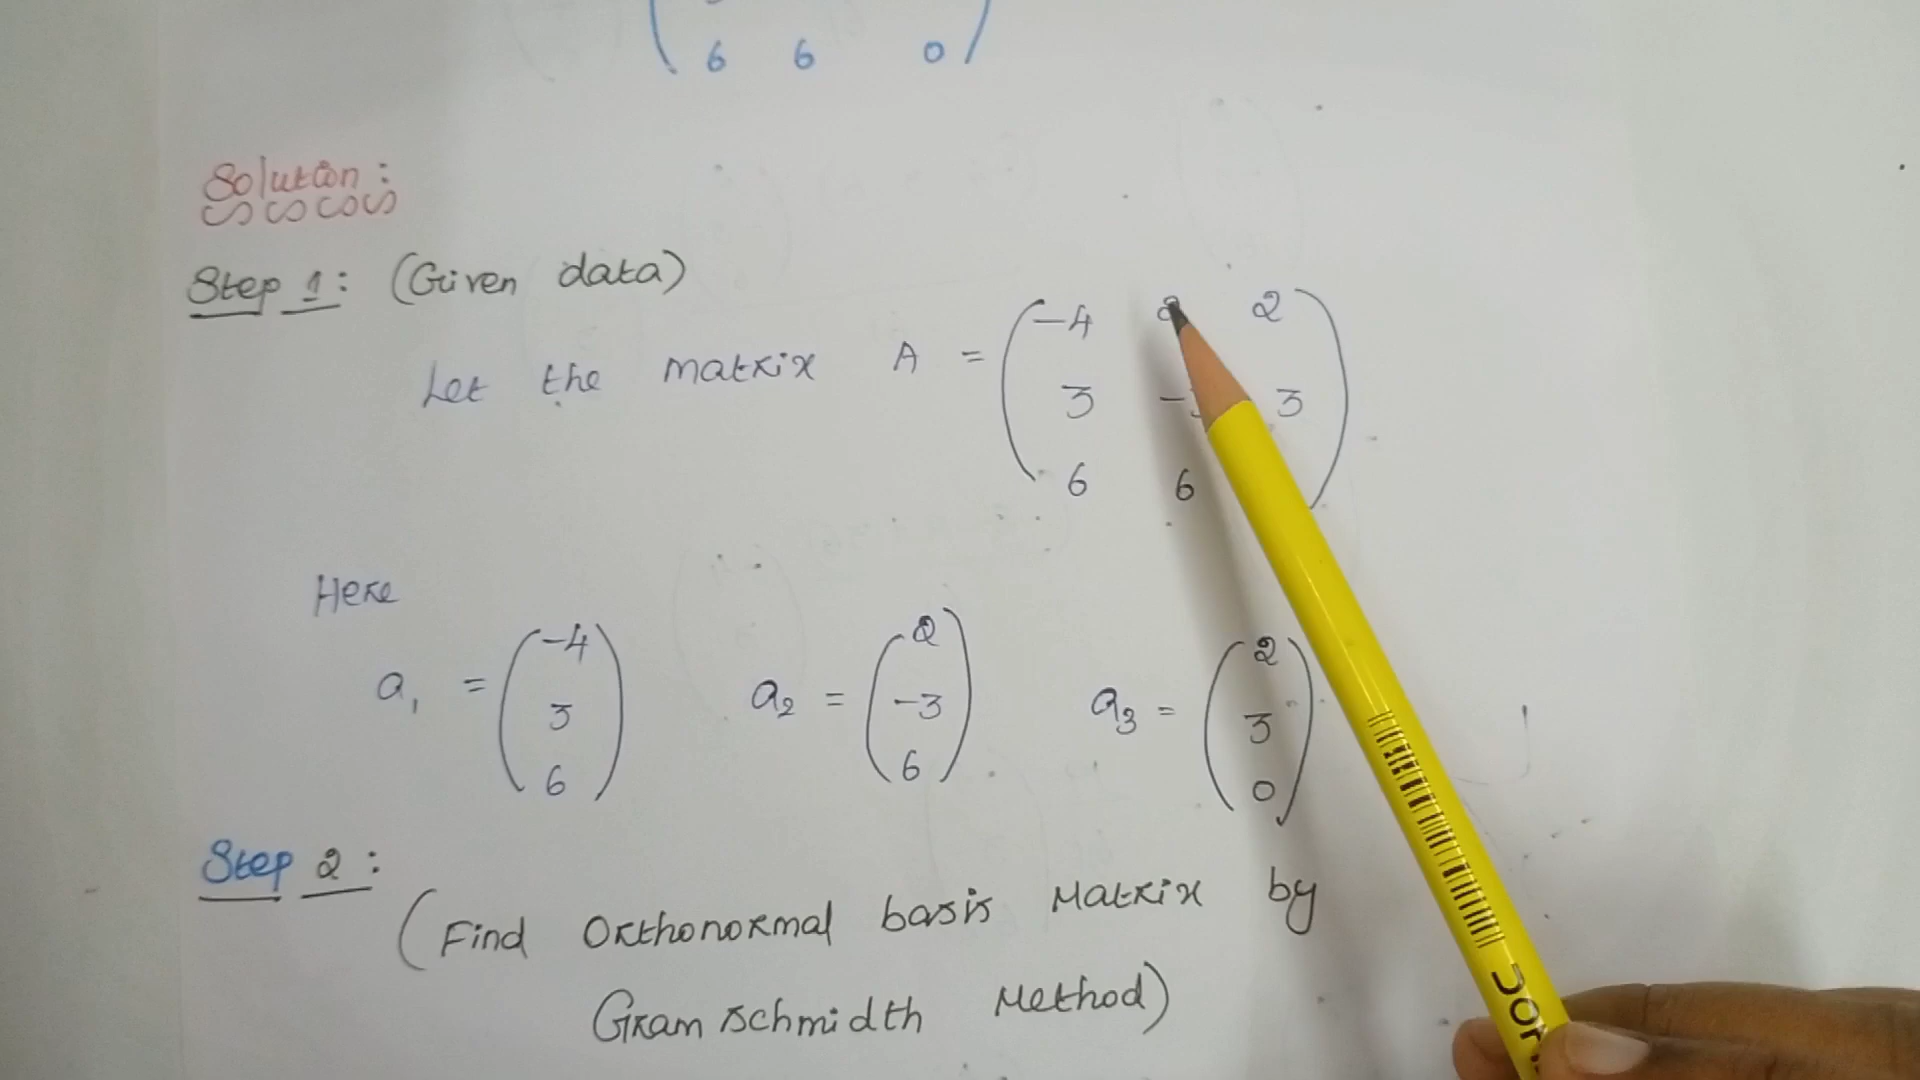 6 6 0
Solution:
Step 1: (Given data)
Let the matrix A =
-4 2
3 3
6 6
Here
a₁ = (-4 3 6) a₂ = (2 -3 6) a₃ = (2 3 0)
Step 2:
(Find Orthonormal basis Matrix by
Gram schmidth Method)